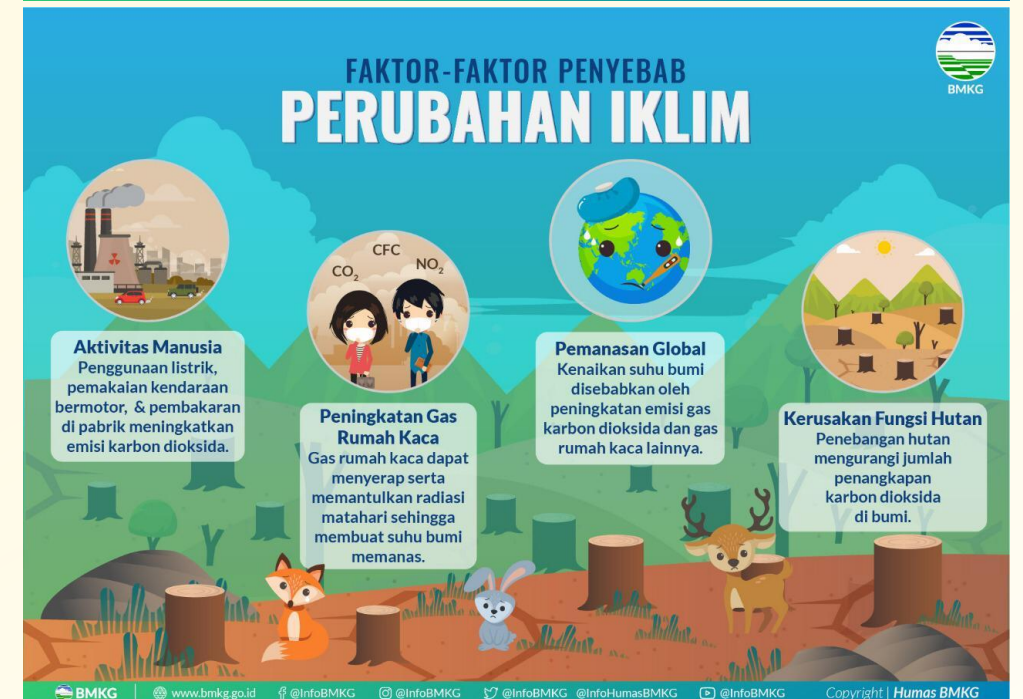 BMKG
FAKTOR-FAKTOR PENYEBAB
PERUBAHAN IKLIM
Aktivitas Manusia
Penggunaan listrik,
pemakaian kendaraan
bermotor, & pembakaran
di pabrik meningkatkan
emisi karbon dioksida.
CO2
CFC
NO2
Peningkatan Gas
Rumah Kaca
Gas rumah kaca dapat
menyerap serta
memantulkan radiasi
matahari sehingga
membuat suhu bumi
memanas.
Pemanasan Global
Kenaikan suhu bumi
disebabkan oleh
peningkatan emisi gas
karbon dioksida dan gas
rumah kaca lainnya.
Kerusakan Fungsi Hutan
Penebangan hutan
mengurangi jumlah
penangkapan
karbon dioksida
di bumi.
BMKG | www.bmkg.go.id @InfoBMKG @InfoBMKG @InfoBMKG @InfoHumasBMKG @InfoBMKG Copyright | Humas BMKG